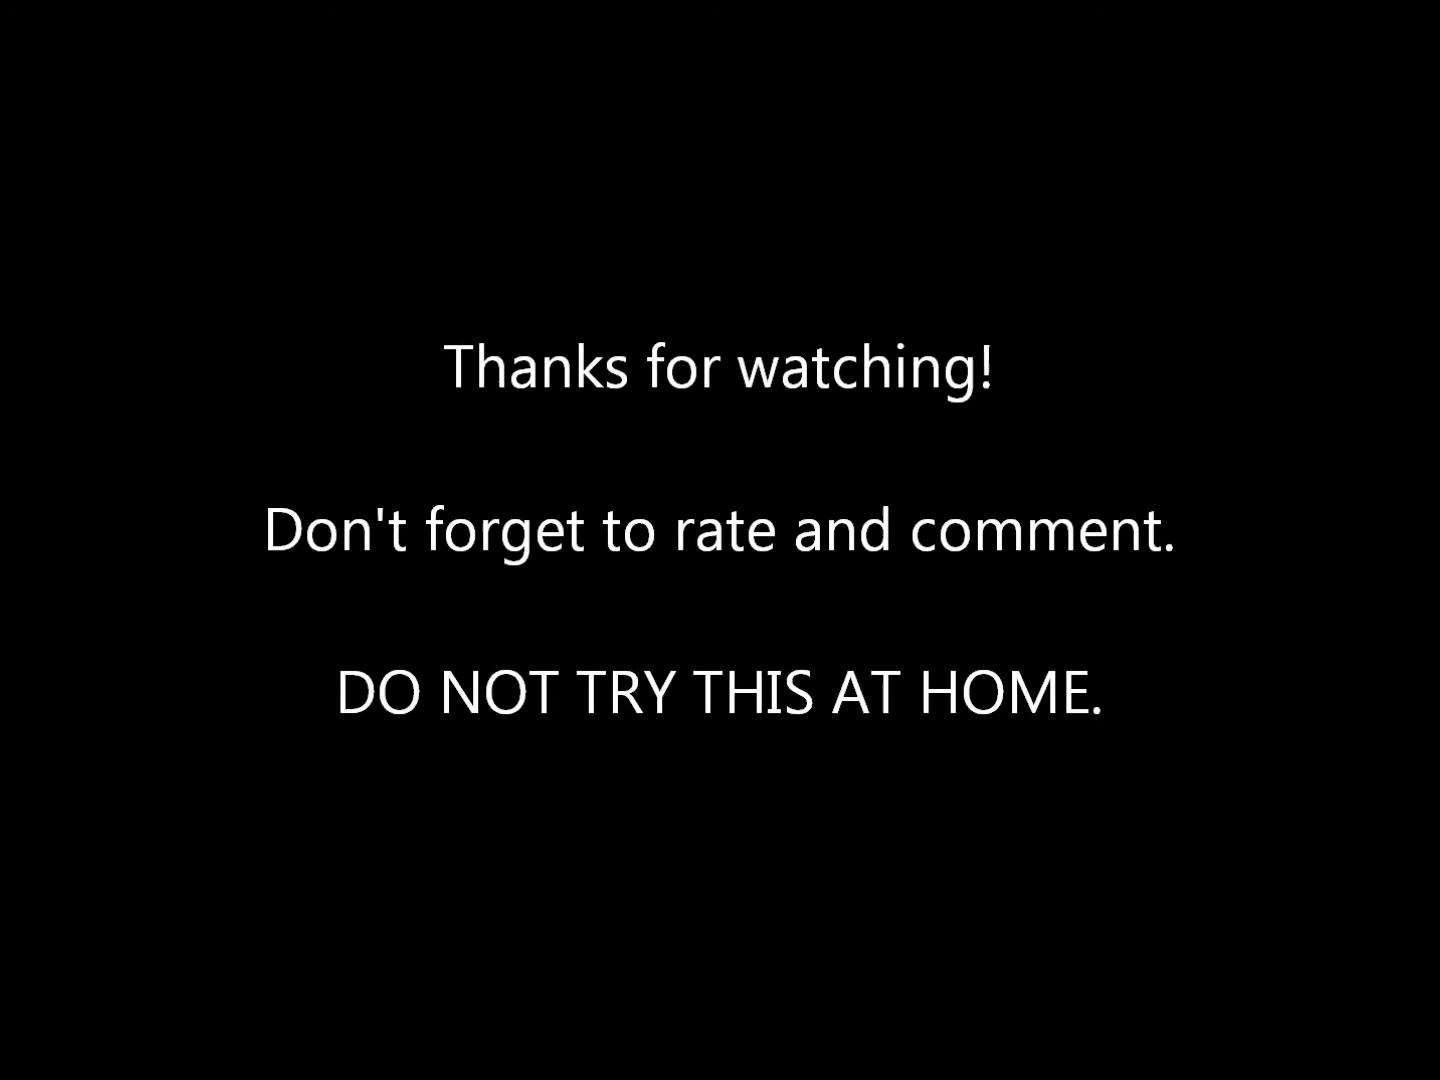 Thanks for watching!
Don't forget to rate and comment.
DO NOT TRY THIS AT HOME.